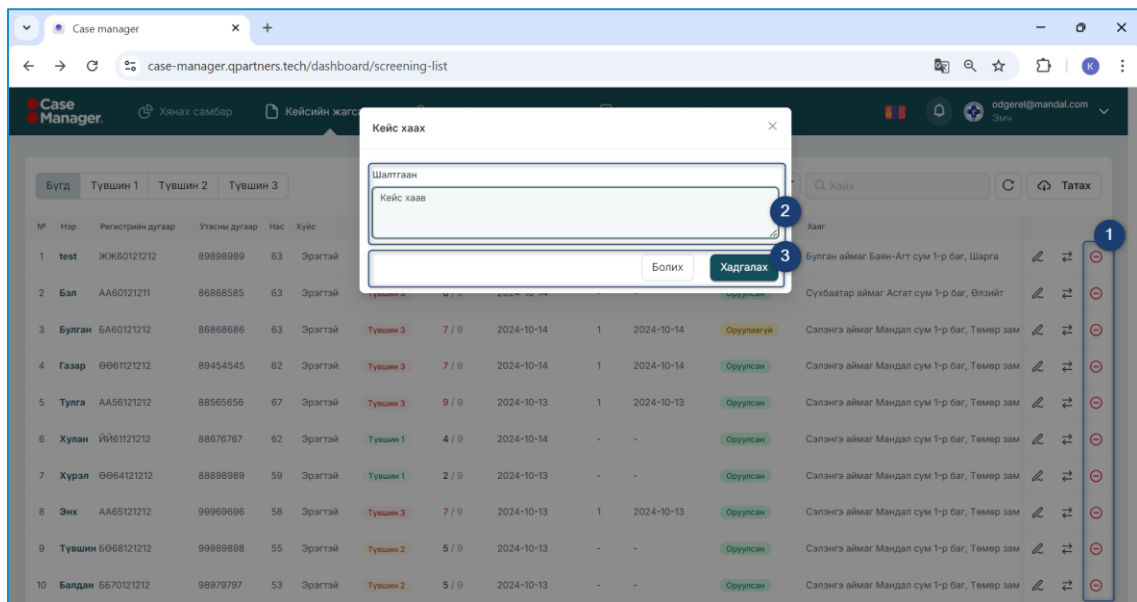 Case manager
case-manager.qpartners.tech/dashboard/screening-list
K
Case Manager.
Хянах самбар
Кейсийн жагс
odgerel@mandal.com
Эмч
Кейс хаах
Шалтгаан
Кейс хаав
2
Болих
Хадгалах
3
Бүгд Түвшин 1 Түвшин 2 Түвшин 3
Хайх
Татах
№ Нэр Регистрийн дугаар Утасны дугаар Нас Хүйс Хаяг
1
1 test ЖЖ60121212 89898989 63 Эрэгтэй Булган аймаг Баян-Агт сум 1-р баг, Шарга
2 Бэл АА60121211 86868585 63 Эрэгтэй Сүхбаатар аймаг Асгат сум 1-р баг, Өлзийт
3 Булган БА60121212 86868686 63 Эрэгтэй Түвшин 3 7 / 9 2024-10-14 1 2024-10-14 Оруулаагүй Сэлэнгэ аймаг Мандал сум 1-р баг, Төмөр зам
4 Газар ӨӨ61121212 89454545 62 Эрэгтэй Түвшин 3 7 / 9 2024-10-14 1 2024-10-14 Оруулсан Сэлэнгэ аймаг Мандал сум 1-р баг, Төмөр зам
5 Тулга АА56121212 88565656 67 Эрэгтэй Түвшин 3 9 / 9 2024-10-13 1 2024-10-13 Оруулсан Сэлэнгэ аймаг Мандал сум 1-р баг, Төмөр зам
6 Хулан ЙЙ61121212 88676767 62 Эрэгтэй Түвшин 1 4 / 9 2024-10-14 - - Оруулсан Сэлэнгэ аймаг Мандал сум 1-р баг, Төмөр зам
7 Хүрэл ӨӨ64121212 88898989 59 Эрэгтэй Түвшин 1 2 / 9 2024-10-13 - - Оруулсан Сэлэнгэ аймаг Мандал сум 1-р баг, Төмөр зам
8 Энх АА65121212 99969696 58 Эрэгтэй Түвшин 3 7 / 9 2024-10-13 1 2024-10-13 Оруулсан Сэлэнгэ аймаг Мандал сум 1-р баг, Төмөр зам
9 Түвшин БӨ68121212 99989898 55 Эрэгтэй Түвшин 2 5 / 9 2024-10-13 - - Оруулсан Сэлэнгэ аймаг Мандал сум 1-р баг, Төмөр зам
10 Балдан ББ70121212 98979797 53 Эрэгтэй Түвшин 2 5 / 9 2024-10-13 - - Оруулсан Сэлэнгэ аймаг Мандал сум 1-р баг, Төмөр зам